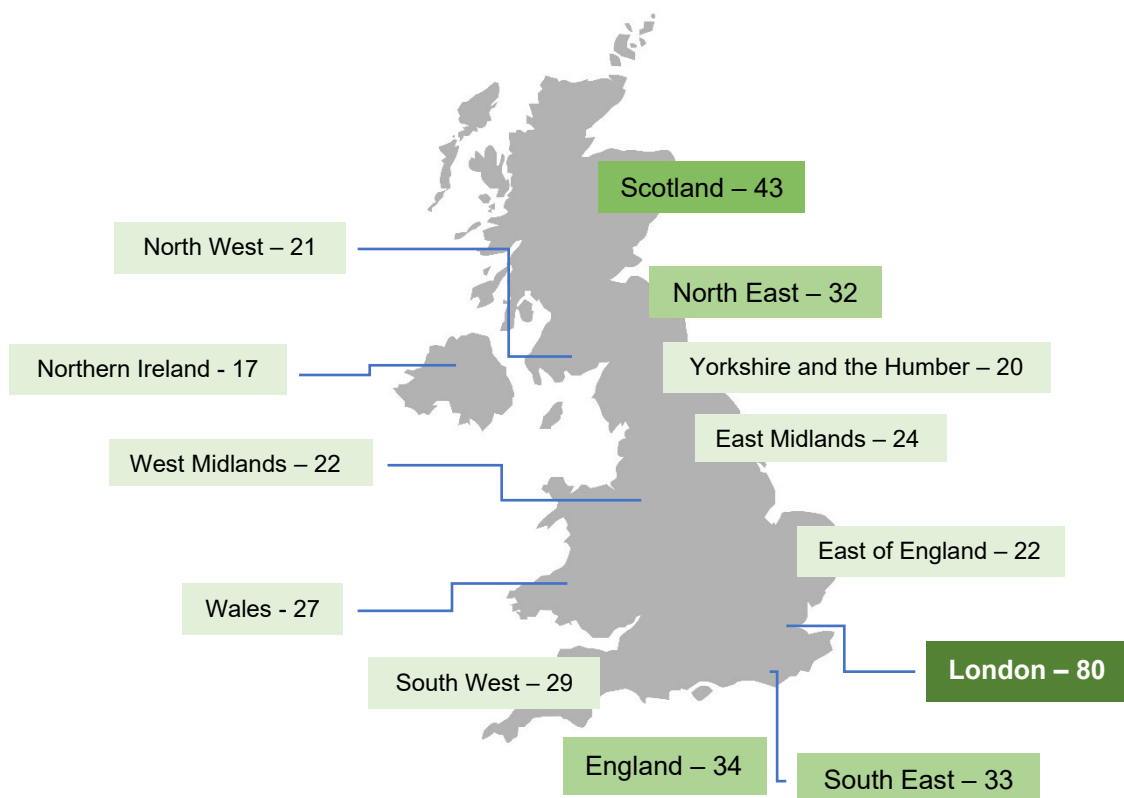 Scotland – 43
North West – 21
North East – 32
Northern Ireland - 17
Yorkshire and the Humber – 20
East Midlands – 24
West Midlands – 22
East of England – 22
Wales - 27
London – 80
South West – 29
England – 34
South East – 33